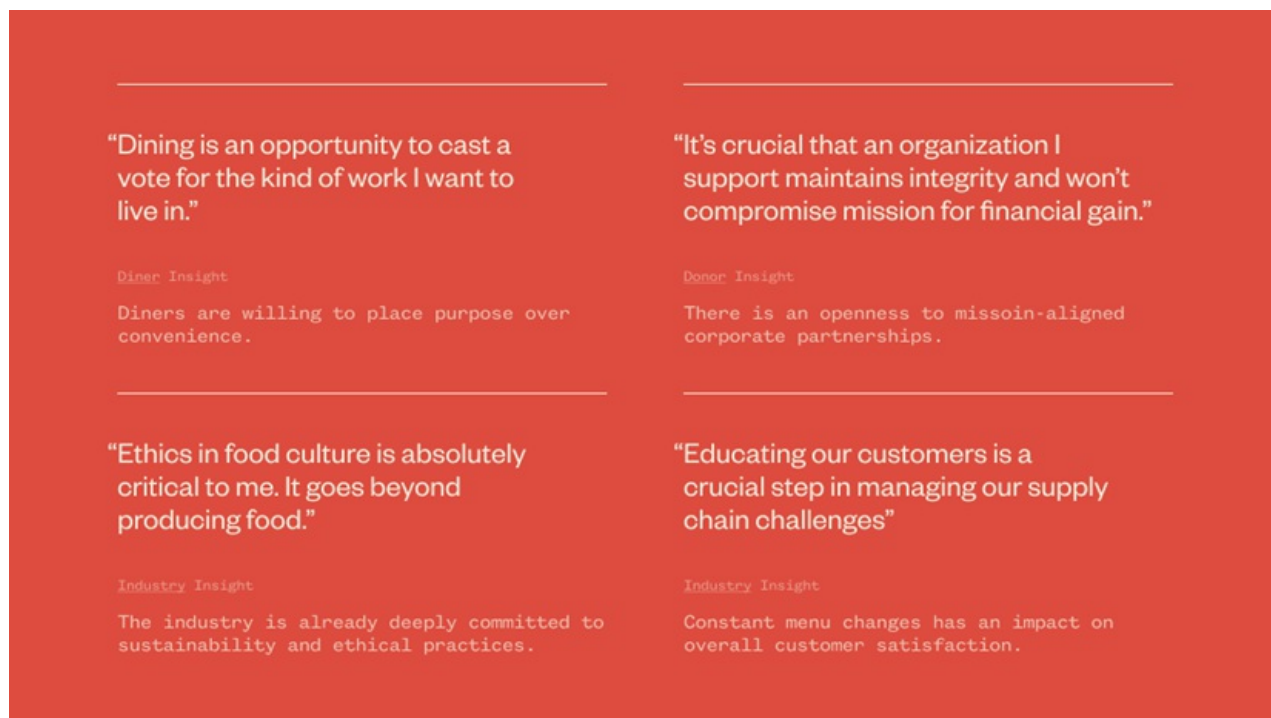 “Dining is an opportunity to cast a
vote for the kind of work I want to
live in.”
Diner Insight
Diners are willing to place purpose over
convenience.
“It’s crucial that an organization I
support maintains integrity and won’t
compromise mission for financial gain.”
Donor Insight
There is an openness to missoin-aligned
corporate partnerships.
“Ethics in food culture is absolutely
critical to me. It goes beyond
producing food.”
Industry Insight
The industry is already deeply committed to
sustainability and ethical practices.
“Educating our customers is a
crucial step in managing our supply
chain challenges”
Industry Insight
Constant menu changes has an impact on
overall customer satisfaction.